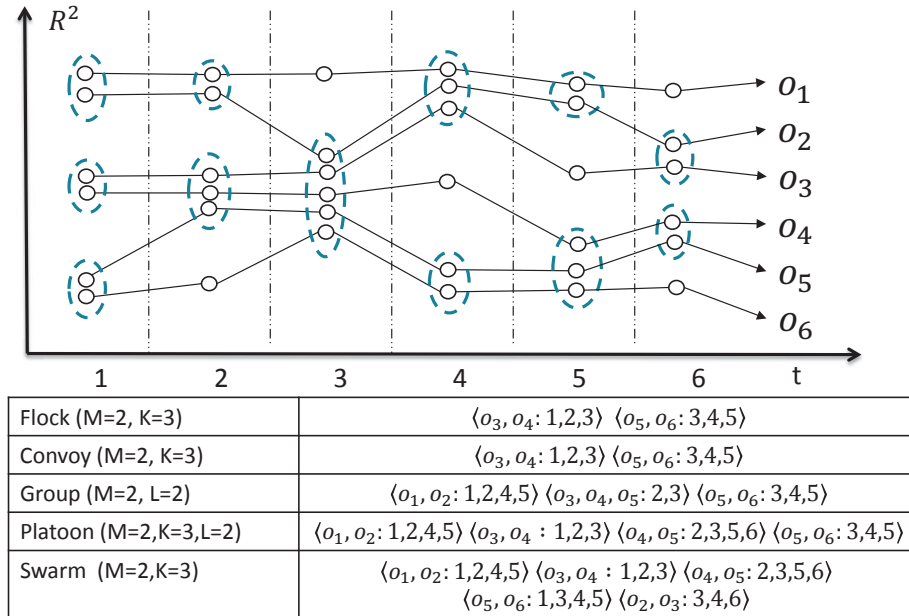 R²
o₁
o₂
o₃
o₄
o₅
o₆
1 2 3 4 5 6 t
Flock (M=2, K=3) ⟨o₃, o₄: 1,2,3⟩ ⟨o₅, o₆: 3,4,5⟩
Convoy (M=2, K=3) ⟨o₃, o₄: 1,2,3⟩ ⟨o₅, o₆: 3,4,5⟩
Group (M=2, L=2) ⟨o₁, o₂: 1,2,4,5⟩ ⟨o₃, o₄, o₅: 2,3⟩ ⟨o₅, o₆: 3,4,5⟩
Platoon (M=2,K=3,L=2) ⟨o₁, o₂: 1,2,4,5⟩ ⟨o₃, o₄ : 1,2,3⟩ ⟨o₄, o₅: 2,3,5,6⟩ ⟨o₅, o₆: 3,4,5⟩
Swarm (M=2,K=3) ⟨o₁, o₂: 1,2,4,5⟩ ⟨o₃, o₄ : 1,2,3⟩ ⟨o₄, o₅: 2,3,5,6⟩
⟨o₅, o₆: 1,3,4,5⟩ ⟨o₂, o₃: 3,4,6⟩